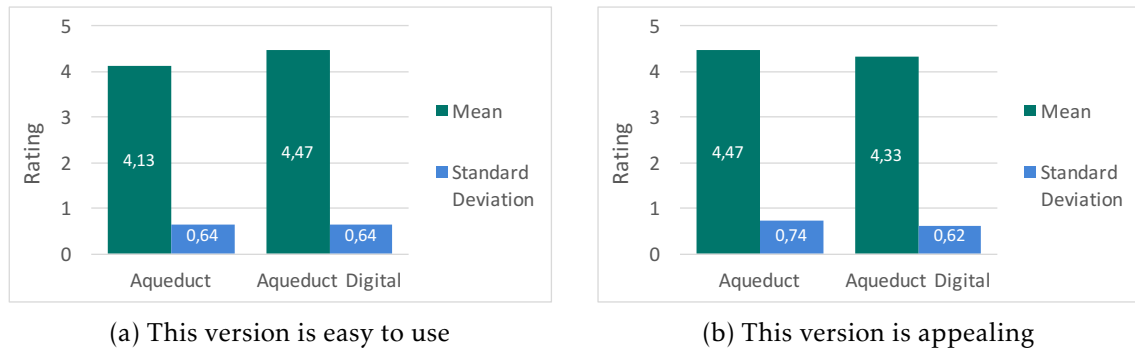 5
4
3
2
1
0
Rating
4,13
0,64
4,47
0,64
Aqueduct
Aqueduct Digital
Mean
Standard
Deviation
(a) This version is easy to use
5
4
3
2
1
0
Rating
4,47
0,74
4,33
0,62
Aqueduct
Aqueduct Digital
Mean
Standard
Deviation
(b) This version is appealing